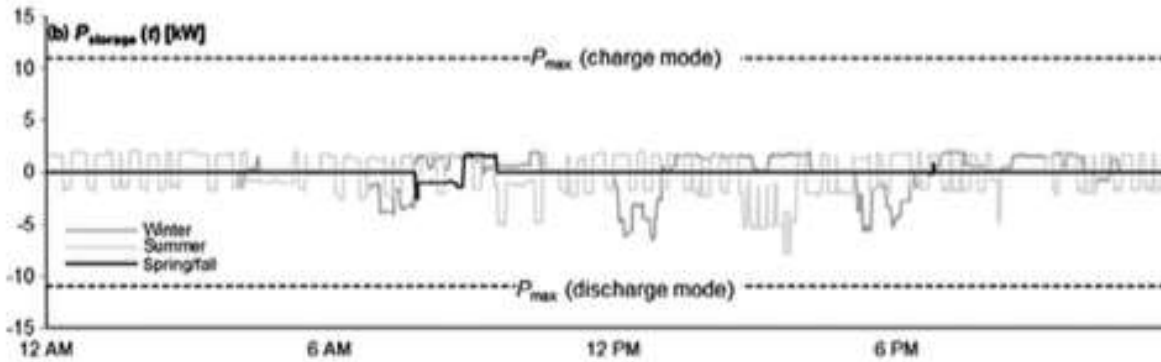 15
(b) Pstorage (t) [kW]
Pmax (charge mode)
10
5
0
-5
Winter
Summer
Spring/fall
-10
Pmax (discharge mode)
-15
12 AM 6 AM 12 PM 6 PM